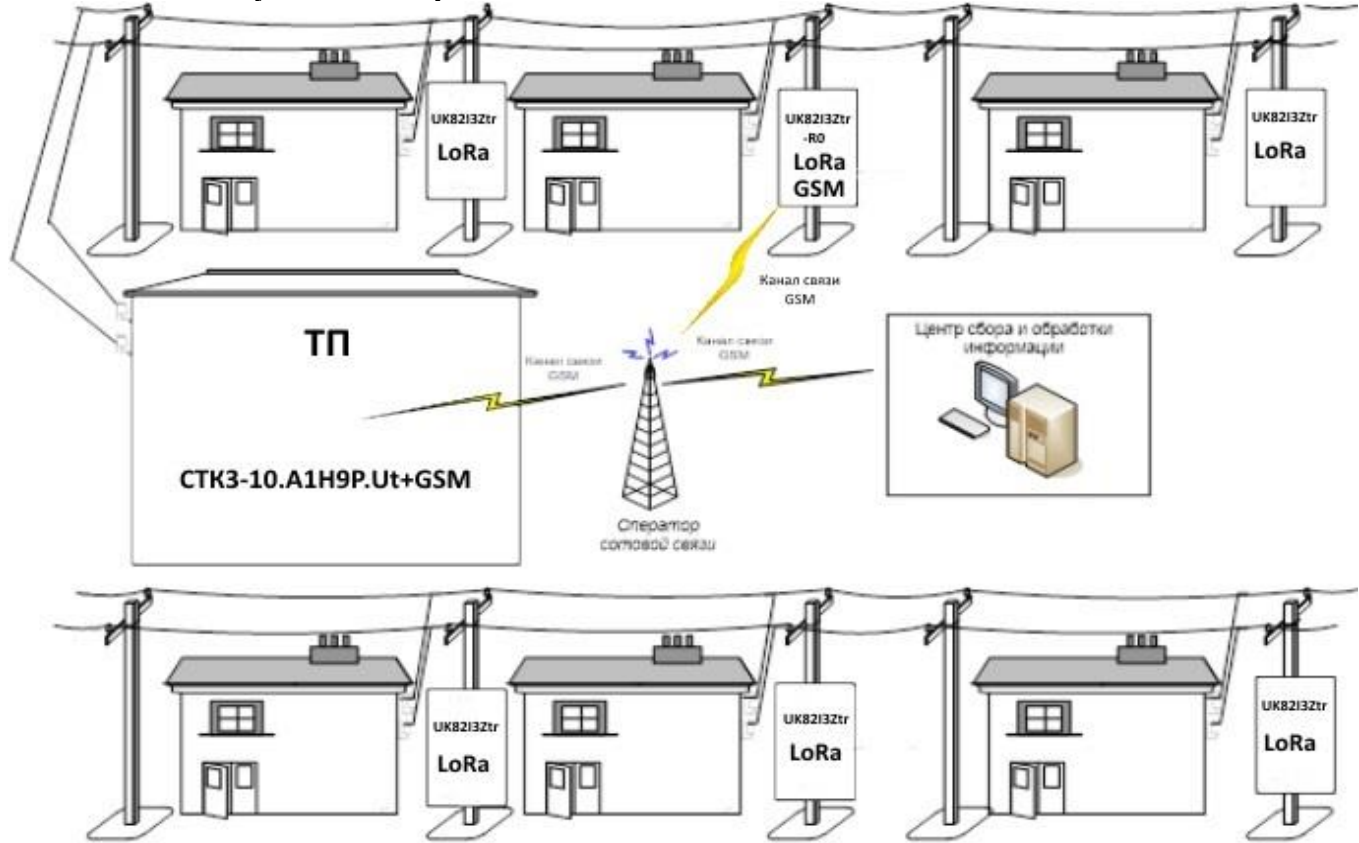 UK82I3Ztr
LoRa
UK82I3Ztr
-R0
LoRa
GSM
UK82I3Ztr
LoRa
Канал связи
GSM
ТП
Канал связи
GSM
Канал связи
GSM
Центр сбора и обработки
информации
СТК3-10.А1Н9Р.Ut+GSM
Оператор
сотовой связи
UK82I3Ztr
LoRa
UK82I3Ztr
LoRa
UK82I3Ztr
LoRa